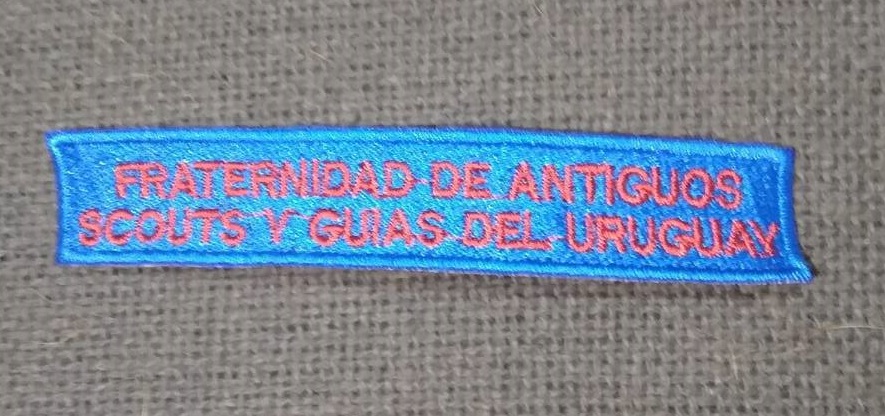 FRATERNIDAD DE ANTIGUOS
SCOUTS Y GUIAS DEL URUGUAY